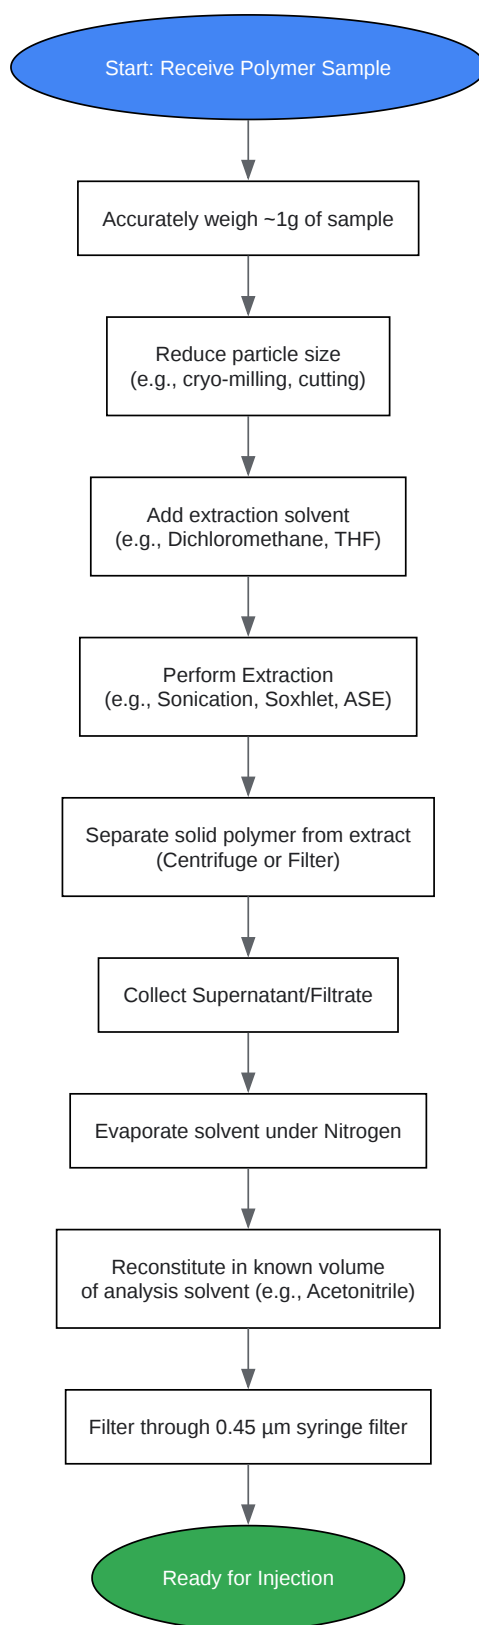 Start: Receive Polymer Sample
Accurately weigh ~1g of sample
Reduce particle size
(e.g., cryo-milling, cutting)
Add extraction solvent
(e.g., Dichloromethane, THF)
Perform Extraction
(e.g., Sonication, Soxhlet, ASE)
Separate solid polymer from extract
(Centrifuge or Filter)
Collect Supernatant/Filtrate
Evaporate solvent under Nitrogen
Reconstitute in known volume
of analysis solvent (e.g., Acetonitrile)
Filter through 0.45 µm syringe filter
Ready for Injection